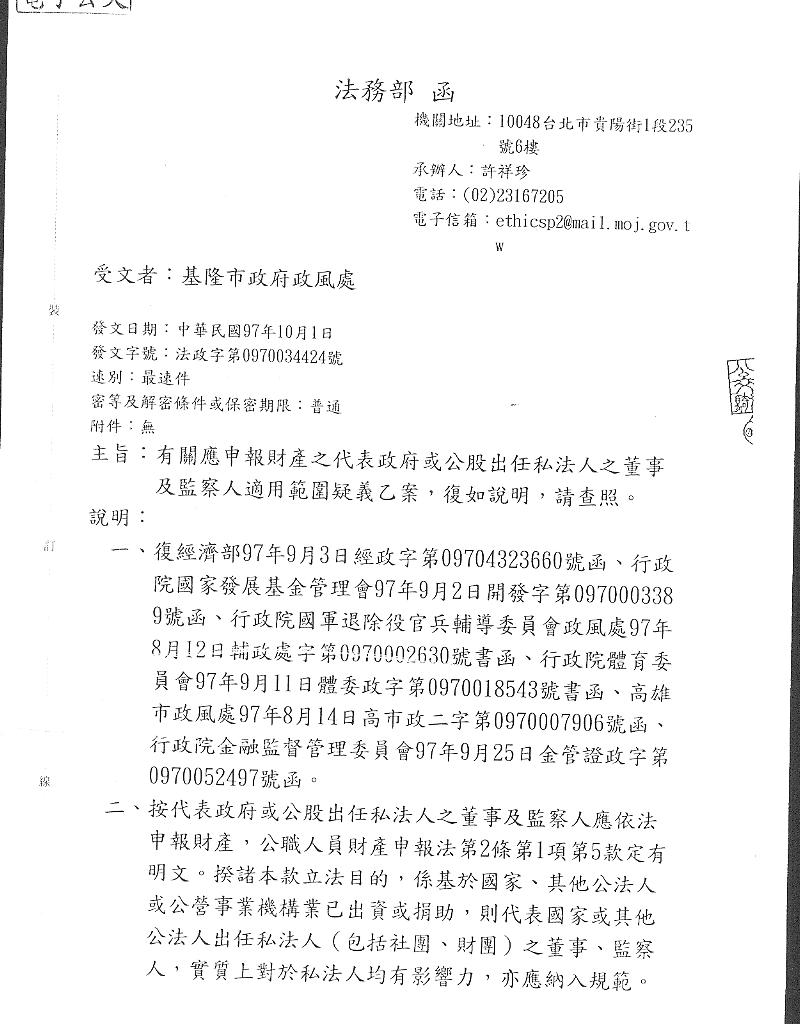 電子公文
法務部 函
機關地址：10048台北市貴陽街1段235
號6樓
承辦人：許祥珍
電話：(02)23167205
電子信箱：ethicsp2@mail.moj.gov.t
w
受文者：基隆市政府政風處
發文日期：中華民國97年10月1日
發文字號：法政字第0970034424號
速別：最速件
密等及解密條件或保密期限：普通
附件：無
主旨：有關應申報財產之代表政府或公股出任私法人之董事
及監察人適用範圍疑義乙案，復如說明，請查照。
說明：
一、復經濟部97年9月3日經政字第09704323660號函、行政
院國家發展基金管理會97年9月2日開發字第097000338
9號函、行政院國軍退除役官兵輔導委員會政風處97年
8月12日輔政處字第0970002630號書函、行政院體育委
員會97年9月11日體委政字第0970018543號書函、高雄
市政風處97年8月14日高市政二字第0970007906號函、
行政院金融監督管理委員會97年9月25日金管證政字第
0970052497號函。
二、按代表政府或公股出任私法人之董事及監察人應依法
申報財產，公職人員財產申報法第2條第1項第5款定有
明文。揆諸本款立法目的，係基於國家、其他公法人
或公營事業機構業已出資或捐助，則代表國家或其他
公法人出任私法人（包括社團、財團）之董事、監察
人，實質上對於私法人均有影響力，亦應納入規範。
裝
訂
線